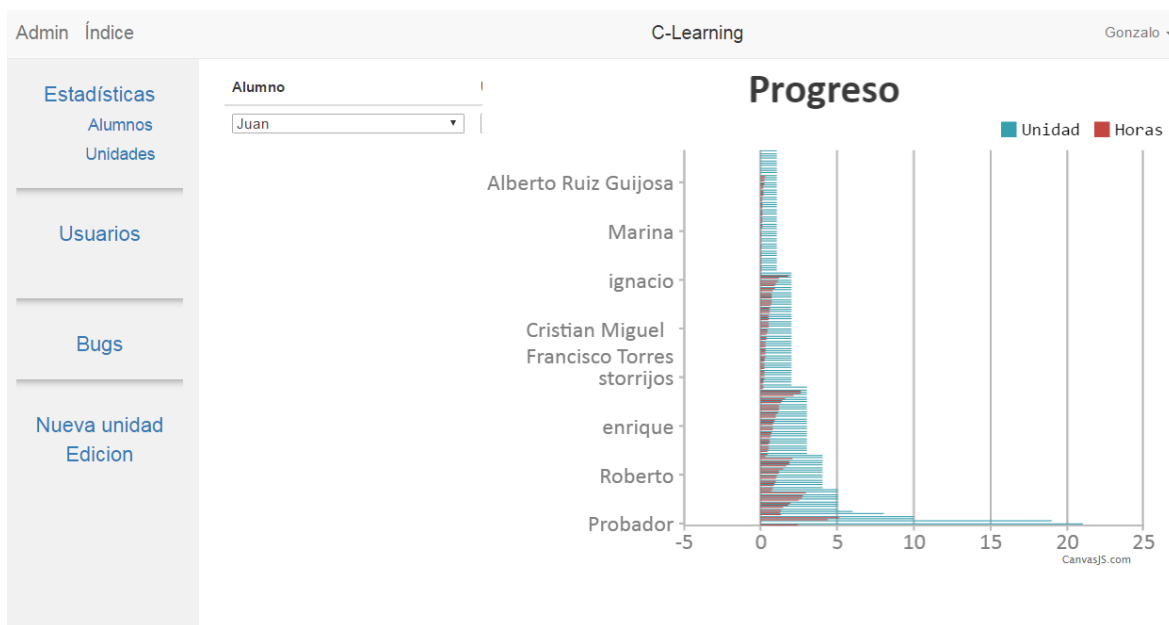 Admin Índice C-Learning Gonzalo
Estadísticas
Alumnos
Unidades
Usuarios
Bugs
Nueva unidad
Edicion
Alumno
Juan
Progreso
Unidad Horas
Alberto Ruiz Guijosa
Marina
ignacio
Cristian Miguel
Francisco Torres
storrijos
enrique
Roberto
Probador
-5 0 5 10 15 20 25
CanvasJS.com